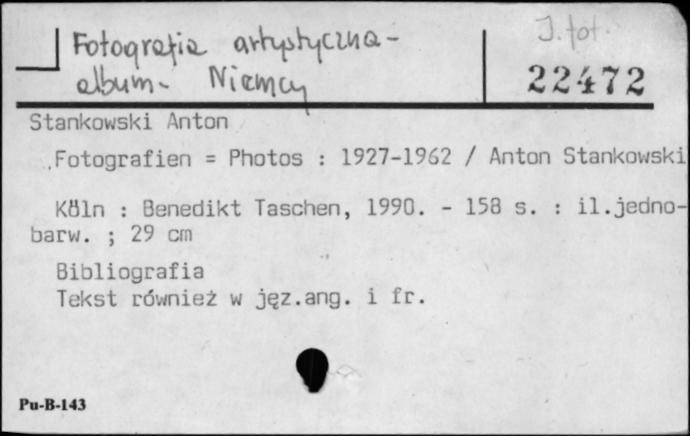 Fotografia artystyczna -
album - Niemcy
J. fot.
22472
Stankowski Anton
Fotografien = Photos : 1927-1962 / Anton Stankowski
Köln : Benedikt Taschen, 1990. - 158 s. : il.jedno-
barw. ; 29 cm
Bibliografia
Tekst również w jęz.ang. i fr.
Pu-B-143